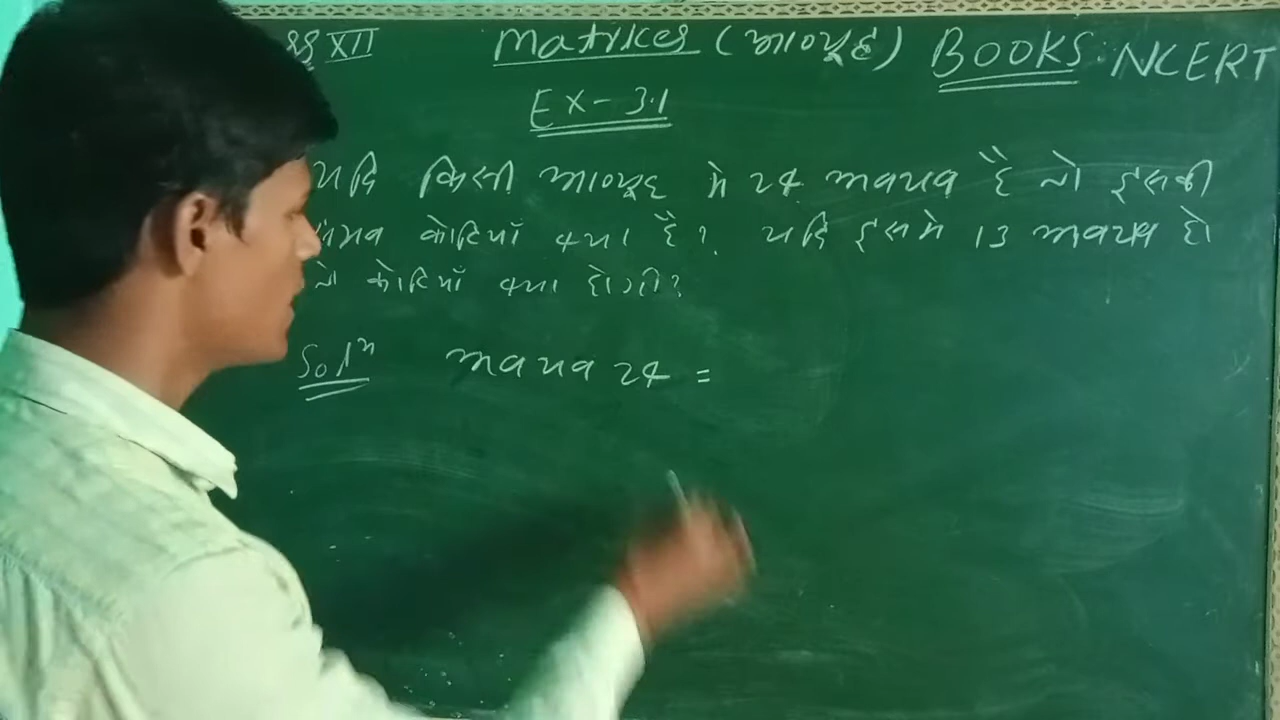 ss XII Matrices (आव्यूह) BOOKS: NCERT
Ex-3.1
यदि किसी आव्यूह में 24 अवयव हैं तो इसकी
कोटियाँ क्या हैं? यदि इसमें 13 अवयव हो
तो कोटियाँ क्या होगी?
Solⁿ अवयव 24 =